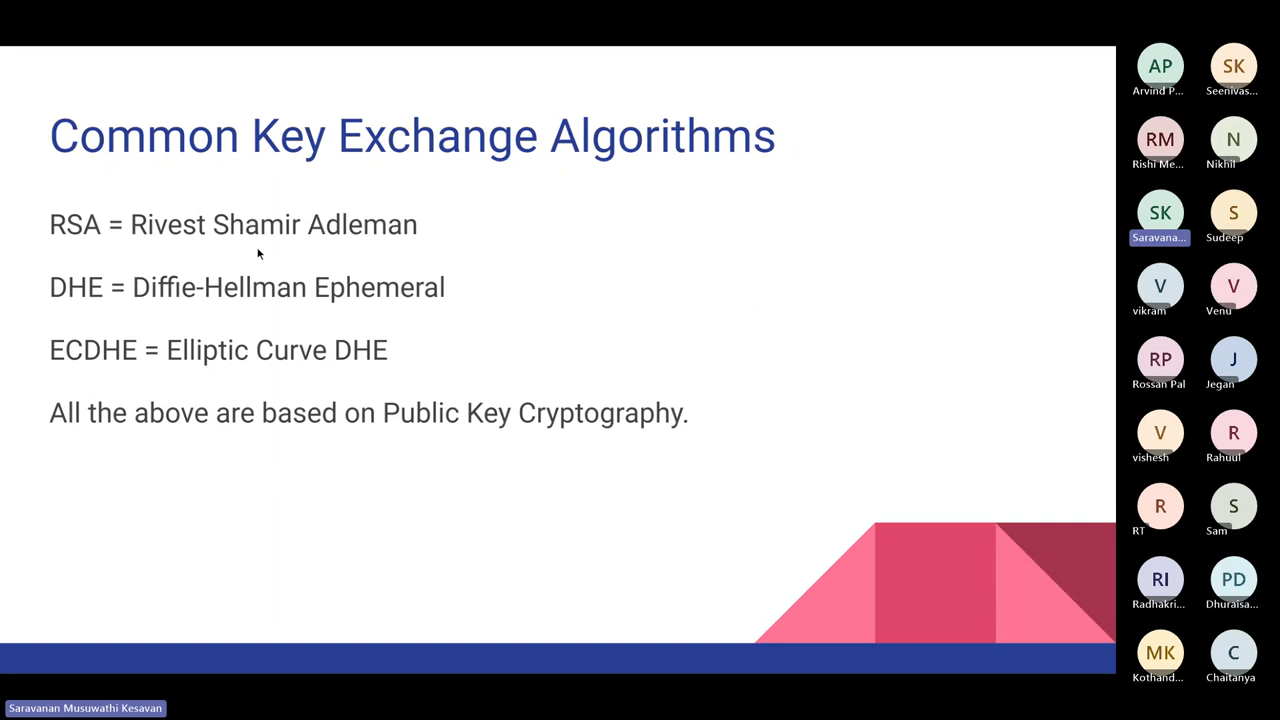 Common Key Exchange Algorithms
RSA = Rivest Shamir Adleman
DHE = Diffie-Hellman Ephemeral
ECDHE = Elliptic Curve DHE
All the above are based on Public Key Cryptography.
AP
Arvind P...
SK
Seenivas...
RM
Rishi Me...
N
Nikhil
SK
Saravana...
S
Sudeep
V
vikram
V
Venu
RP
Rossan Pal
J
Jegan
V
vishesh
R
Rahuul
R
RT
S
Sam
RI
Radhakri...
PD
Dhuraisa...
MK
Kothand...
C
Chaitanya
Saravanan Musuwathi Kesavan